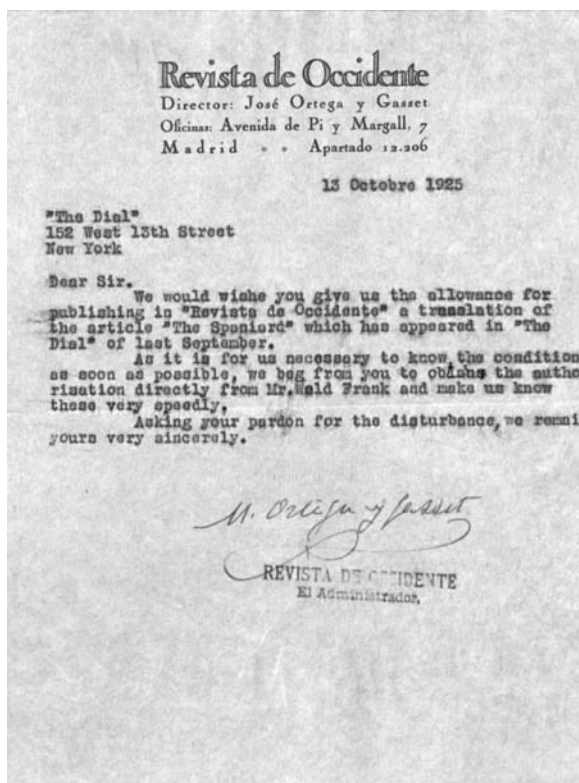 Revista de Occidente
Director: José Ortega y Gasset
Oficinas: Avenida de Pi y Margall, 7
Madrid Apartado 12.206
13 Octobre 1925
"The Dial"
152 West 13th Street
New York
Dear Sir.
We would wishe you give us the allowance for
publishing in "Revista de Occidente" a translation of
the article "The Spaniard" which has appeared in "The
Dial" of last September.
As it is for us necessary to know the condition
as soon as possible, we beg from you to the autho
risation directly from Mr.Wald Frank and make us know
these very speedly.
Asking your pardon for the disturbance, we remai
yours very sincerely.
M. Ortega y Gasset
REVISTA DE OCCIDENTE
El Administrador.